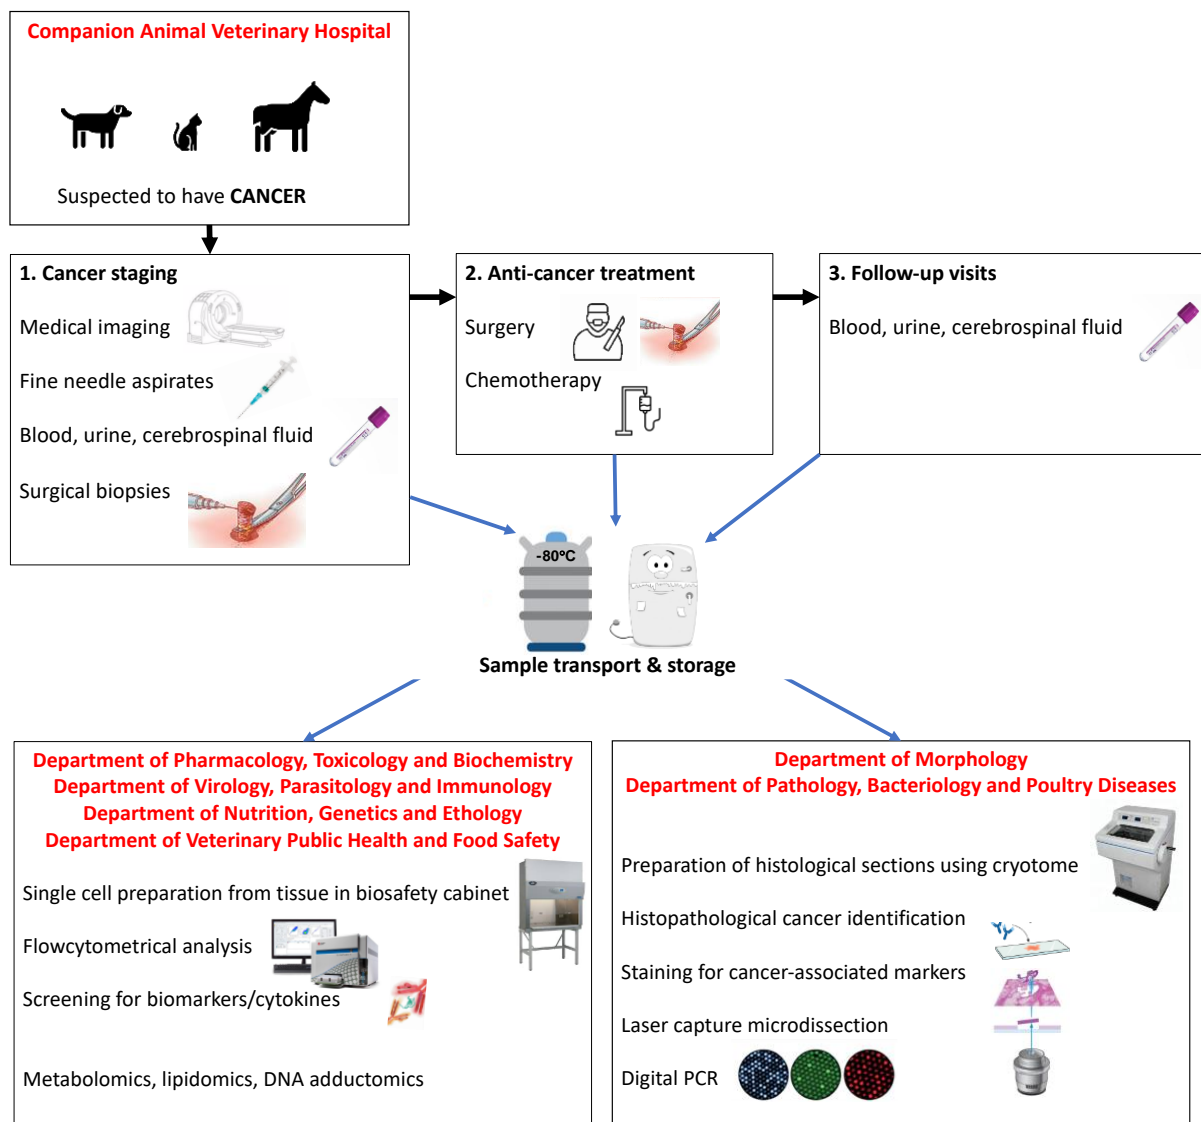 Companion Animal Veterinary Hospital
Suspected to have CANCER
1. Cancer staging
Medical imaging
Fine needle aspirates
Blood, urine, cerebrospinal fluid
Surgical biopsies
2. Anti-cancer treatment
Surgery
Chemotherapy
3. Follow-up visits
Blood, urine, cerebrospinal fluid
-80°C
Sample transport & storage
Department of Pharmacology, Toxicology and Biochemistry
Department of Virology, Parasitology and Immunology
Department of Nutrition, Genetics and Ethology
Department of Veterinary Public Health and Food Safety
Single cell preparation from tissue in biosafety cabinet
Flowcytometrical analysis
Screening for biomarkers/cytokines
Metabolomics, lipidomics, DNA adductomics
Department of Morphology
Department of Pathology, Bacteriology and Poultry Diseases
Preparation of histological sections using cryotome
Histopathological cancer identification
Staining for cancer-associated markers
Laser capture microdissection
Digital PCR